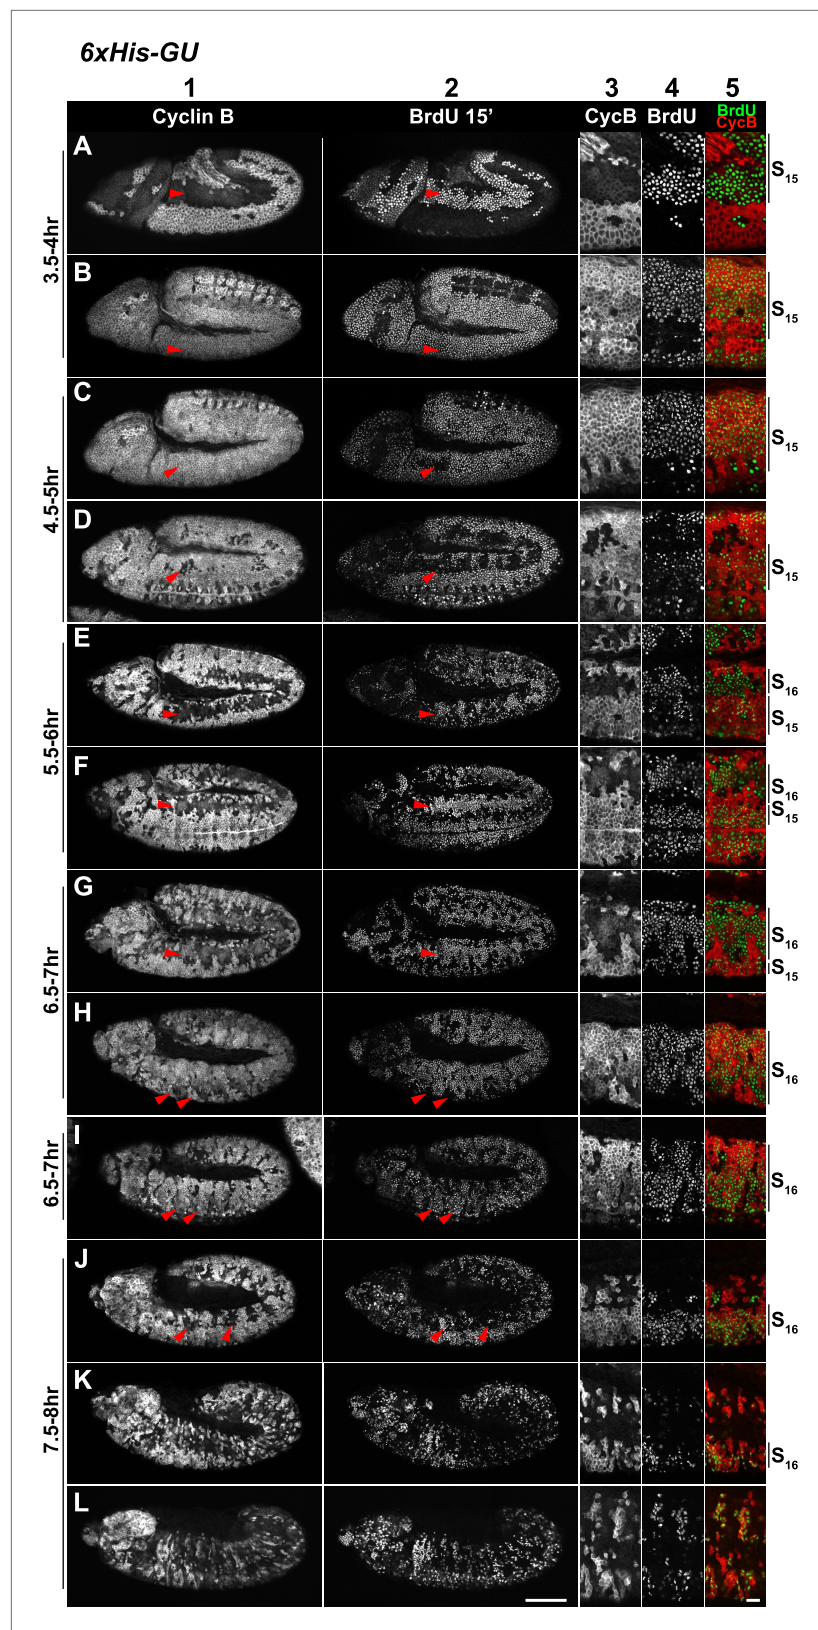 6xHis-GU
1 2 3 4 5
Cyclin B BrdU 15’ CycB BrdU BrdU
CycB
3.5-4hr
A
S15
B
S15
4.5-5hr
C
S15
D
S15
5.5-6hr
E
S16
S15
F
S16
S15
6.5-7hr
G
S16
S15
H
S16
6.5-7hr
I
S16
7.5-8hr
J
S16
K
S16
L